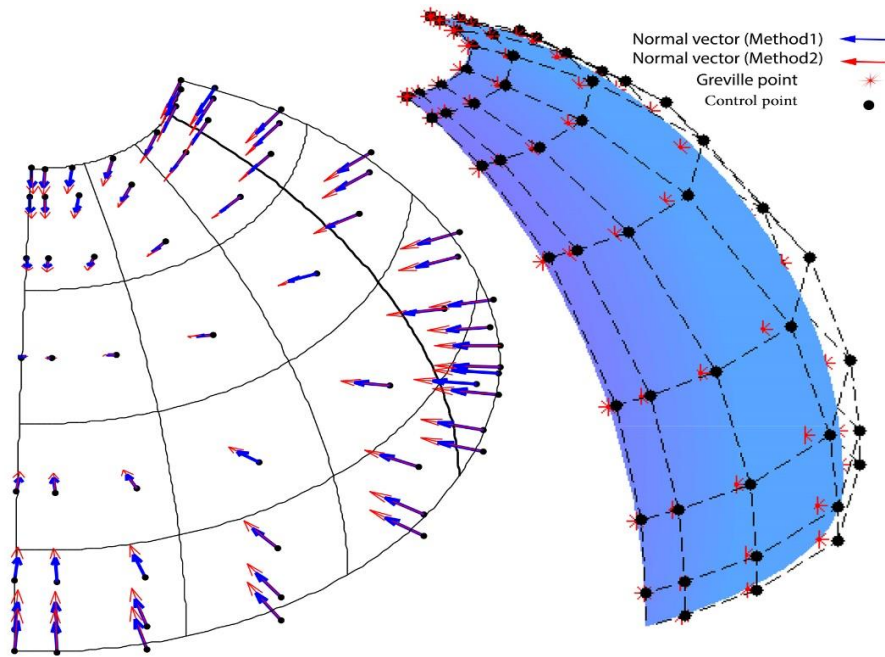 Normal vector (Method1)
Normal vector (Method2)
Greville point
Control point